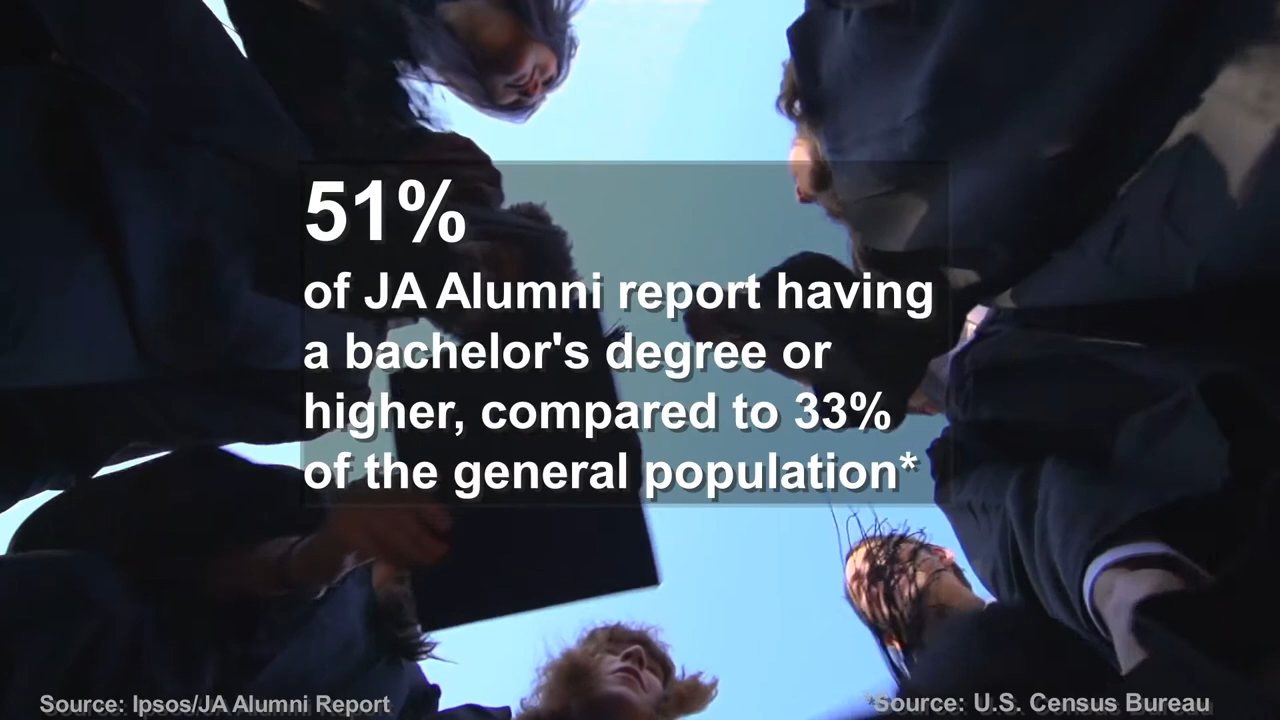 51%
of JA Alumni report having
a bachelor's degree or
higher, compared to 33%
of the general population*
Source: Ipsos/JA Alumni Report
*Source: U.S. Census Bureau